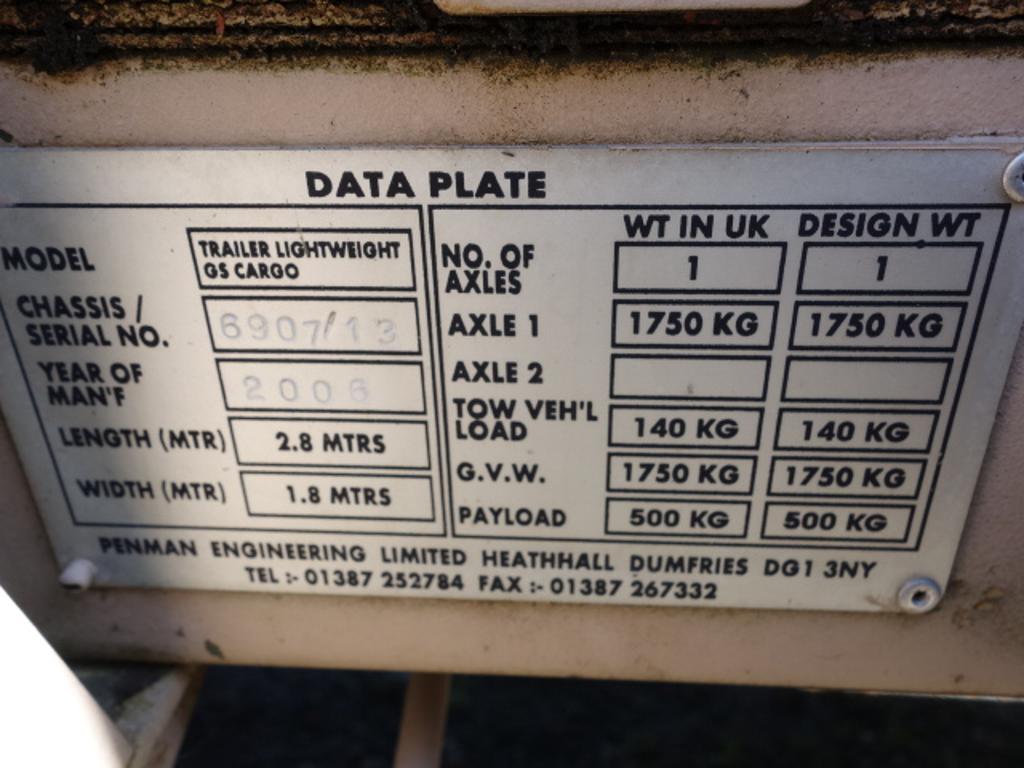 DATA PLATE
MODEL TRAILER LIGHTWEIGHT
GS CARGO
CHASSIS /
SERIAL NO. 6907/13
YEAR OF
MAN'F 2006
LENGTH (MTR) 2.8 MTRS
WIDTH (MTR) 1.8 MTRS
WT IN UK DESIGN WT
NO. OF
AXLES 1 1
AXLE 1 1750 KG 1750 KG
AXLE 2
TOW VEH'L
LOAD 140 KG 140 KG
G.V.W. 1750 KG 1750 KG
PAYLOAD 500 KG 500 KG
PENMAN ENGINEERING LIMITED HEATHHALL DUMFRIES DG1 3NY
TEL :- 01387 252784 FAX :- 01387 267332